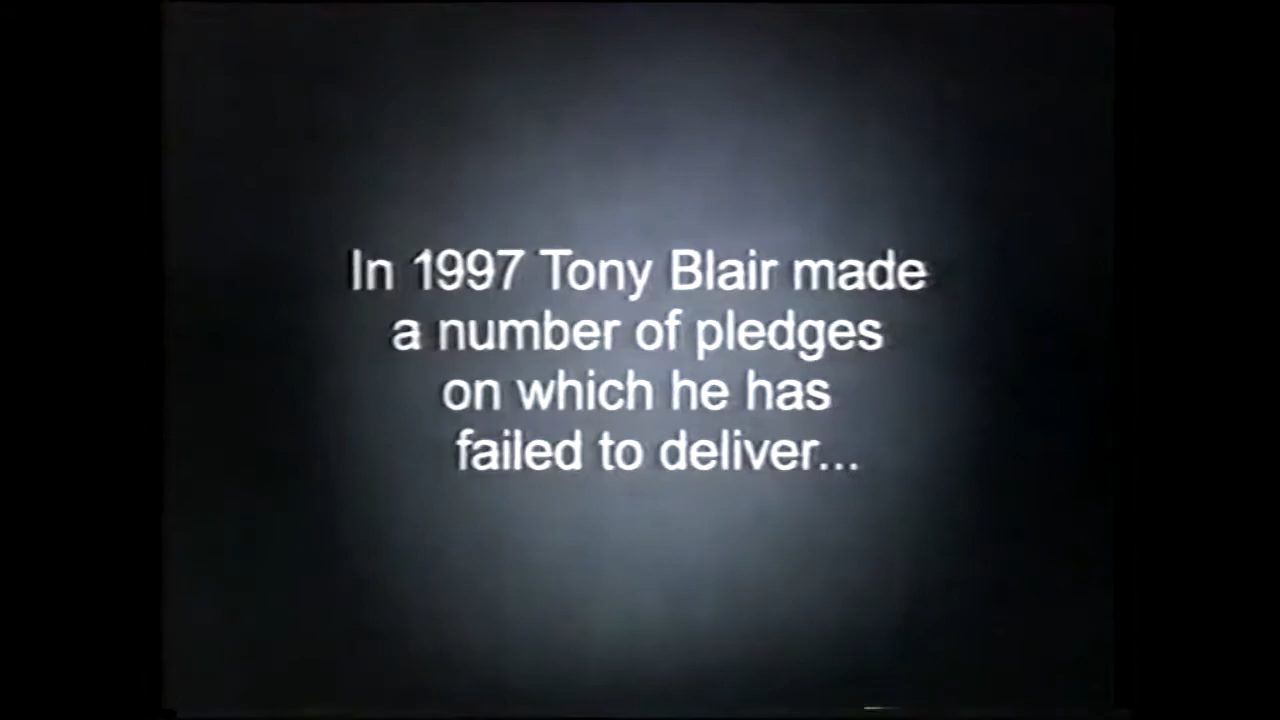 In 1997 Tony Blair made
a number of pledges
on which he has
failed to deliver...